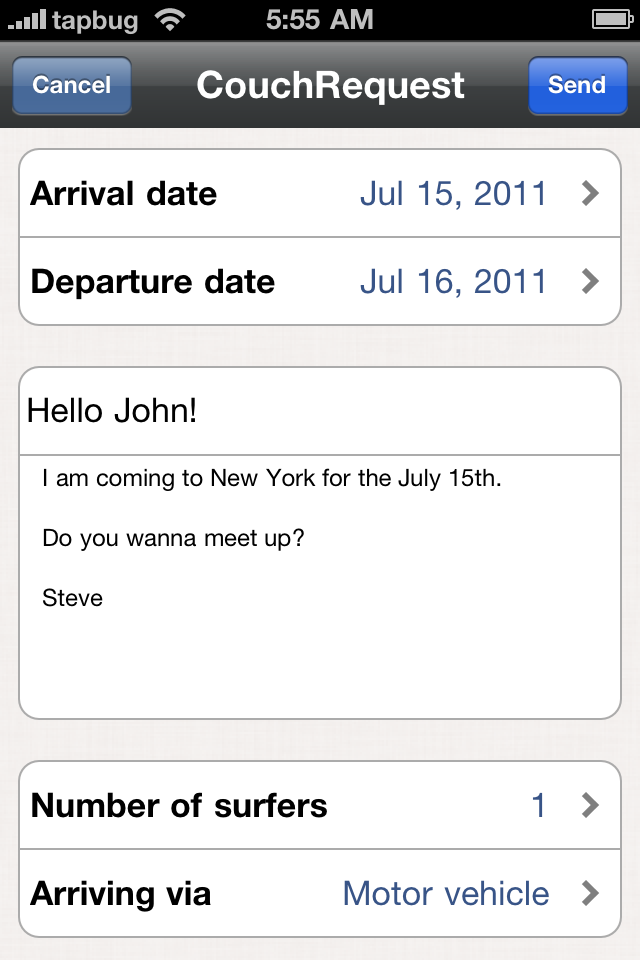 tapbug 5:55 AM
Cancel CouchRequest Send
Arrival date Jul 15, 2011
Departure date Jul 16, 2011
Hello John!
I am coming to New York for the July 15th.
Do you wanna meet up?
Steve
Number of surfers 1
Arriving via Motor vehicle